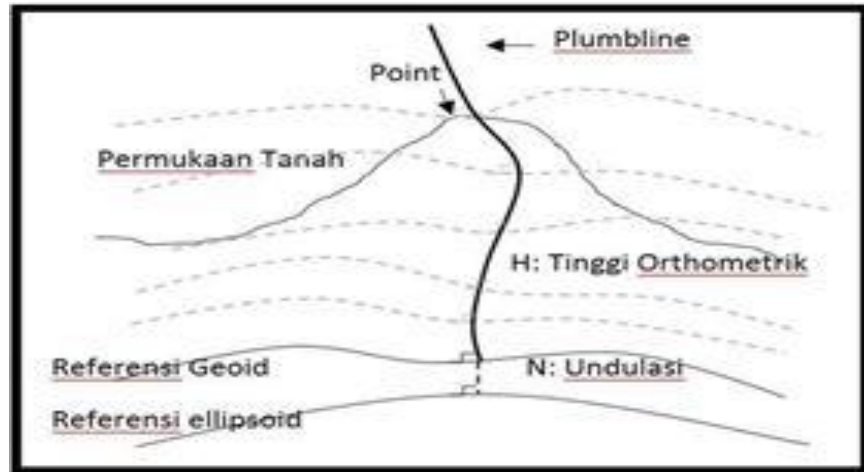 Plumbline
Point
Permukaan Tanah
H: Tinggi Orthometrik
Referensi Geoid
N: Undulasi
Referensi ellipsoid